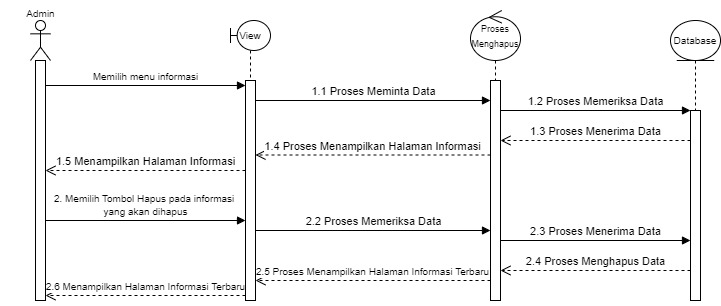 Admin
View
Proses
Menghapus
Database
Memilih menu informasi
1.1 Proses Meminta Data
1.2 Proses Memeriksa Data
1.3 Proses Menerima Data
1.4 Proses Menampilkan Halaman Informasi
1.5 Menampilkan Halaman Informasi
2. Memilih Tombol Hapus pada informasi
yang akan dihapus
2.2 Proses Memeriksa Data
2.3 Proses Menerima Data
2.4 Proses Menghapus Data
2.5 Proses Menampilkan Halaman Informasi Terbaru
2.6 Menampilkan Halaman Informasi Terbaru